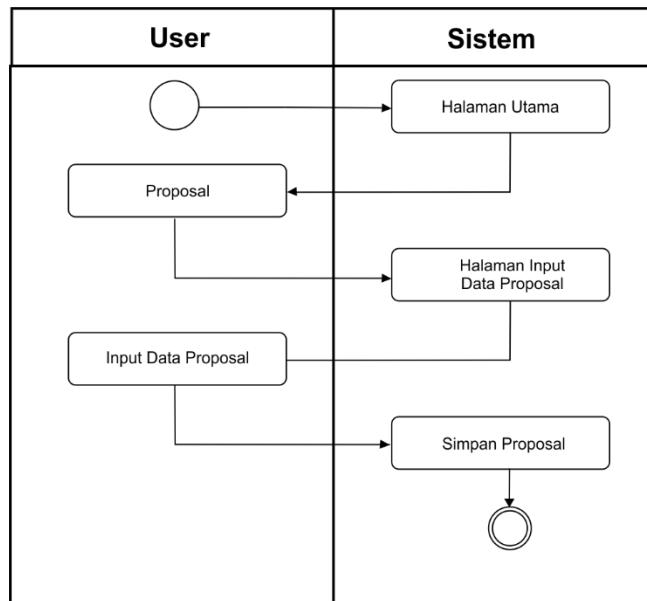 User
Sistem
Halaman Utama
Proposal
Halaman Input
Data Proposal
Input Data Proposal
Simpan Proposal